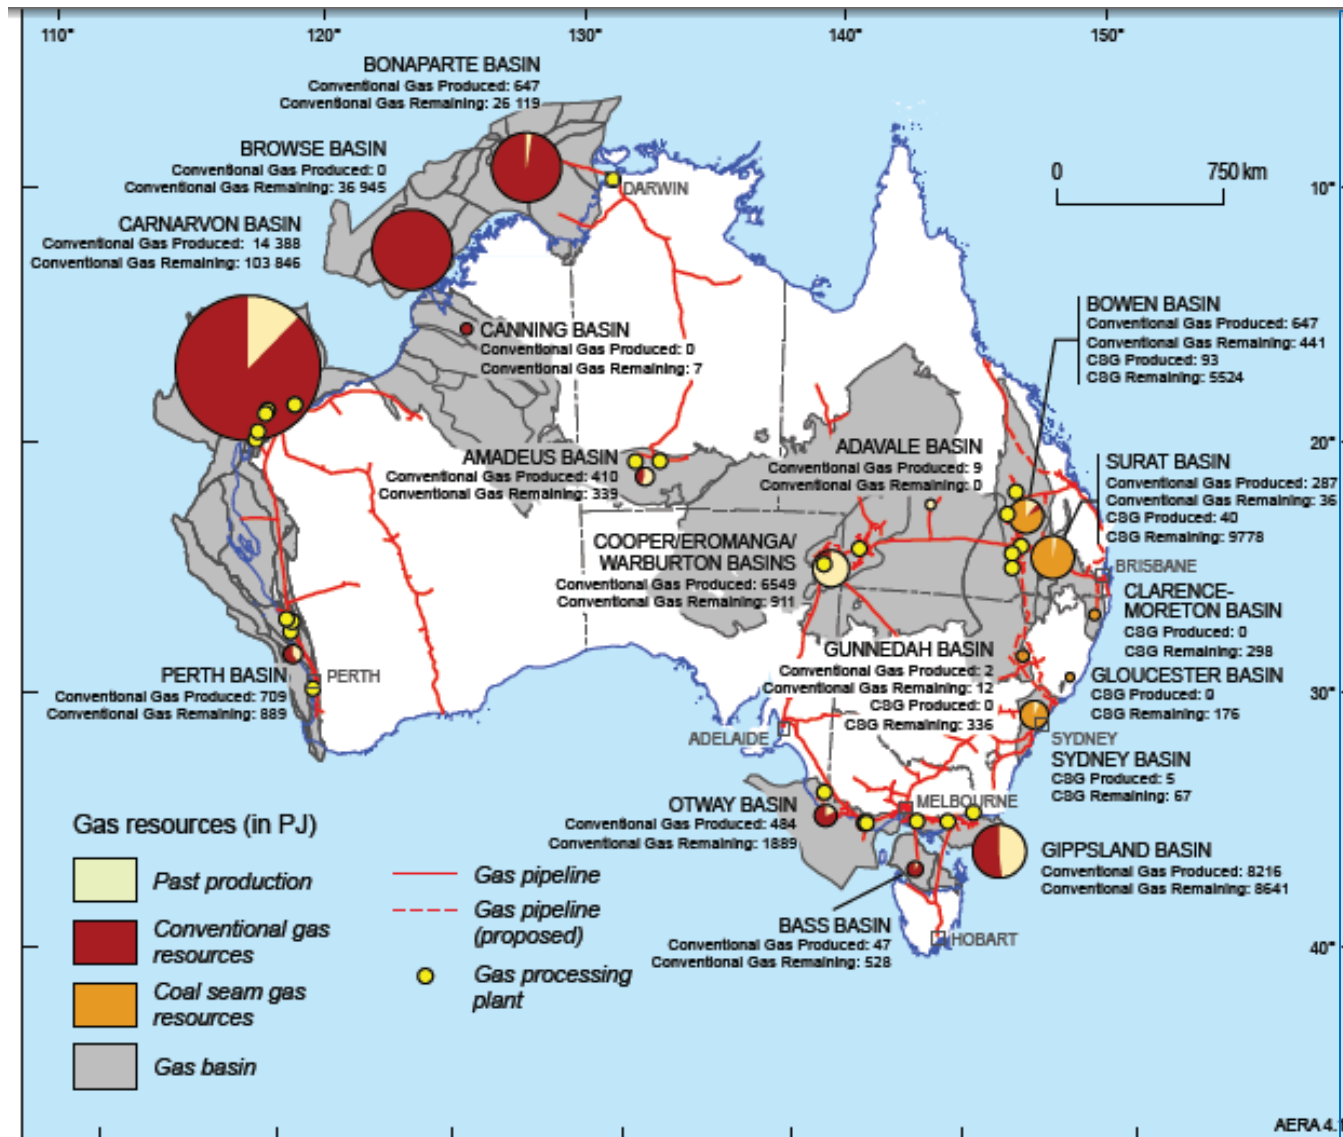 110°
120°
130°
140°
150°
BONAPARTE BASIN
Conventional Gas Produced: 647
Conventional Gas Remaining: 26 119
BROWSE BASIN
Conventional Gas Produced: 0
Conventional Gas Remaining: 36 945
CARNARVON BASIN
Conventional Gas Produced: 14 388
Conventional Gas Remaining: 103 846
DARWIN
0 750 km
10°
CANNING BASIN
Conventional Gas Produced: 0
Conventional Gas Remaining: 7
BOWEN BASIN
Conventional Gas Produced: 647
Conventional Gas Remaining: 441
CSG Produced: 93
CSG Remaining: 5524
20°
AMADEUS BASIN
Conventional Gas Produced: 410
Conventional Gas Remaining: 339
ADAVALE BASIN
Conventional Gas Produced: 9
Conventional Gas Remaining: 0
SURAT BASIN
Conventional Gas Produced: 287
Conventional Gas Remaining: 36
CSG Produced: 40
CSG Remaining: 9778
COOPER/EROMANGA/
WARBURTON BASINS
Conventional Gas Produced: 6549
Conventional Gas Remaining: 911
BRISBANE
CLARENCE-
MORETON BASIN
CSG Produced: 0
CSG Remaining: 298
GUNNEDAH BASIN
Conventional Gas Produced: 2
Conventional Gas Remaining: 12
CSG Produced: 0
CSG Remaining: 336
GLOUCESTER BASIN
CSG Produced: 0
CSG Remaining: 176
30°
PERTH BASIN
Conventional Gas Produced: 709
Conventional Gas Remaining: 889
PERTH
ADELAIDE
SYDNEY
SYDNEY BASIN
CSG Produced: 5
CSG Remaining: 67
OTWAY BASIN
Conventional Gas Produced: 484
Conventional Gas Remaining: 1889
MELBOURNE
GIPPSLAND BASIN
Conventional Gas Produced: 8216
Conventional Gas Remaining: 8641
BASS BASIN
Conventional Gas Produced: 47
Conventional Gas Remaining: 528
HOBART
40°
Gas resources (in PJ)
Past production
Conventional gas
resources
Coal seam gas
resources
Gas basin
Gas pipeline
Gas pipeline
(proposed)
Gas processing
plant
AERA 4.